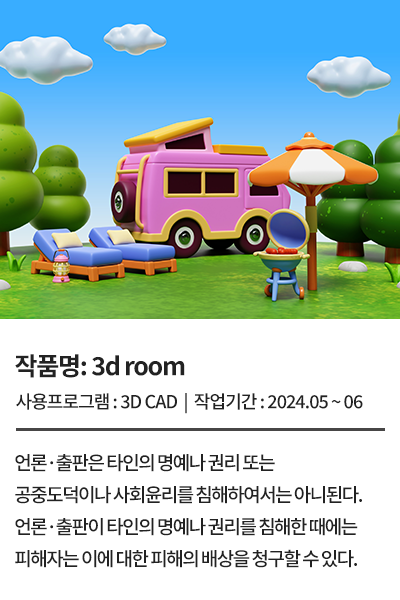 작품명: 3d room
사용프로그램 : 3D CAD | 작업기간 : 2024.05 ~ 06
언론·출판은 타인의 명예나 권리 또는
공중도덕이나 사회윤리를 침해하여서는 아니된다.
언론·출판이 타인의 명예나 권리를 침해한 때에는
피해자는 이에 대한 피해의 배상을 청구할 수 있다.